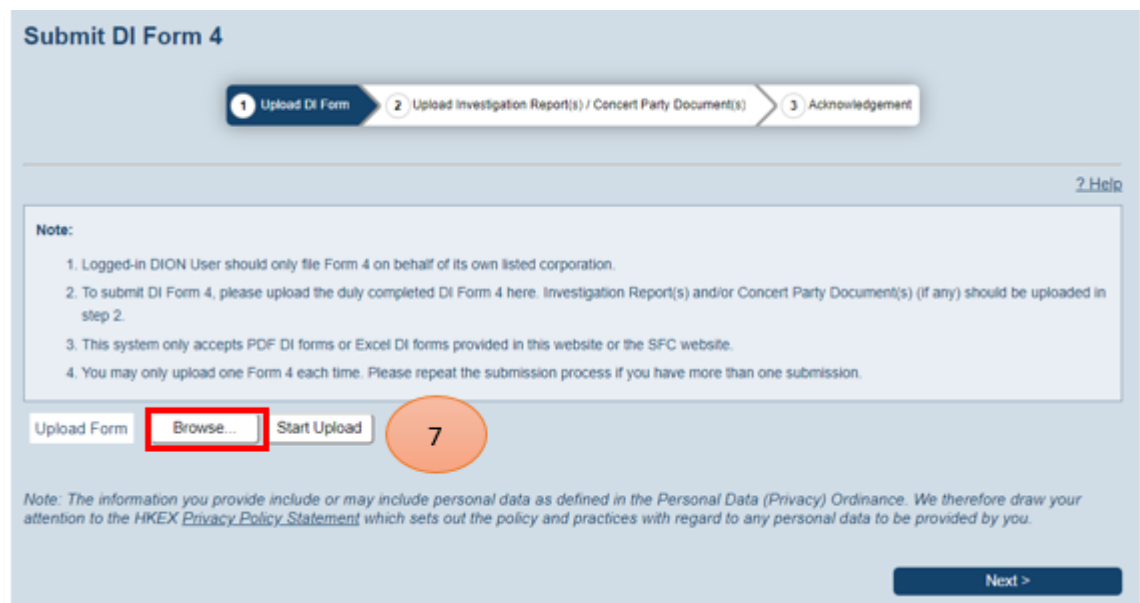 Submit DI Form 4
1 Upload DI Form 2 Upload Investigation Report(s) / Concert Party Document(s) 3 Acknowledgement
? Help
Note:
1. Logged-in DION User should only file Form 4 on behalf of its own listed corporation.
2. To submit DI Form 4, please upload the duly completed DI Form 4 here. Investigation Report(s) and/or Concert Party Document(s) (if any) should be uploaded in
step 2.
3. This system only accepts PDF DI forms or Excel DI forms provided in this website or the SFC website.
4. You may only upload one Form 4 each time. Please repeat the submission process if you have more than one submission.
Upload Form Browse... Start Upload 7
Note: The information you provide include or may include personal data as defined in the Personal Data (Privacy) Ordinance. We therefore draw your
attention to the HKEX Privacy Policy Statement which sets out the policy and practices with regard to any personal data to be provided by you.
Next >